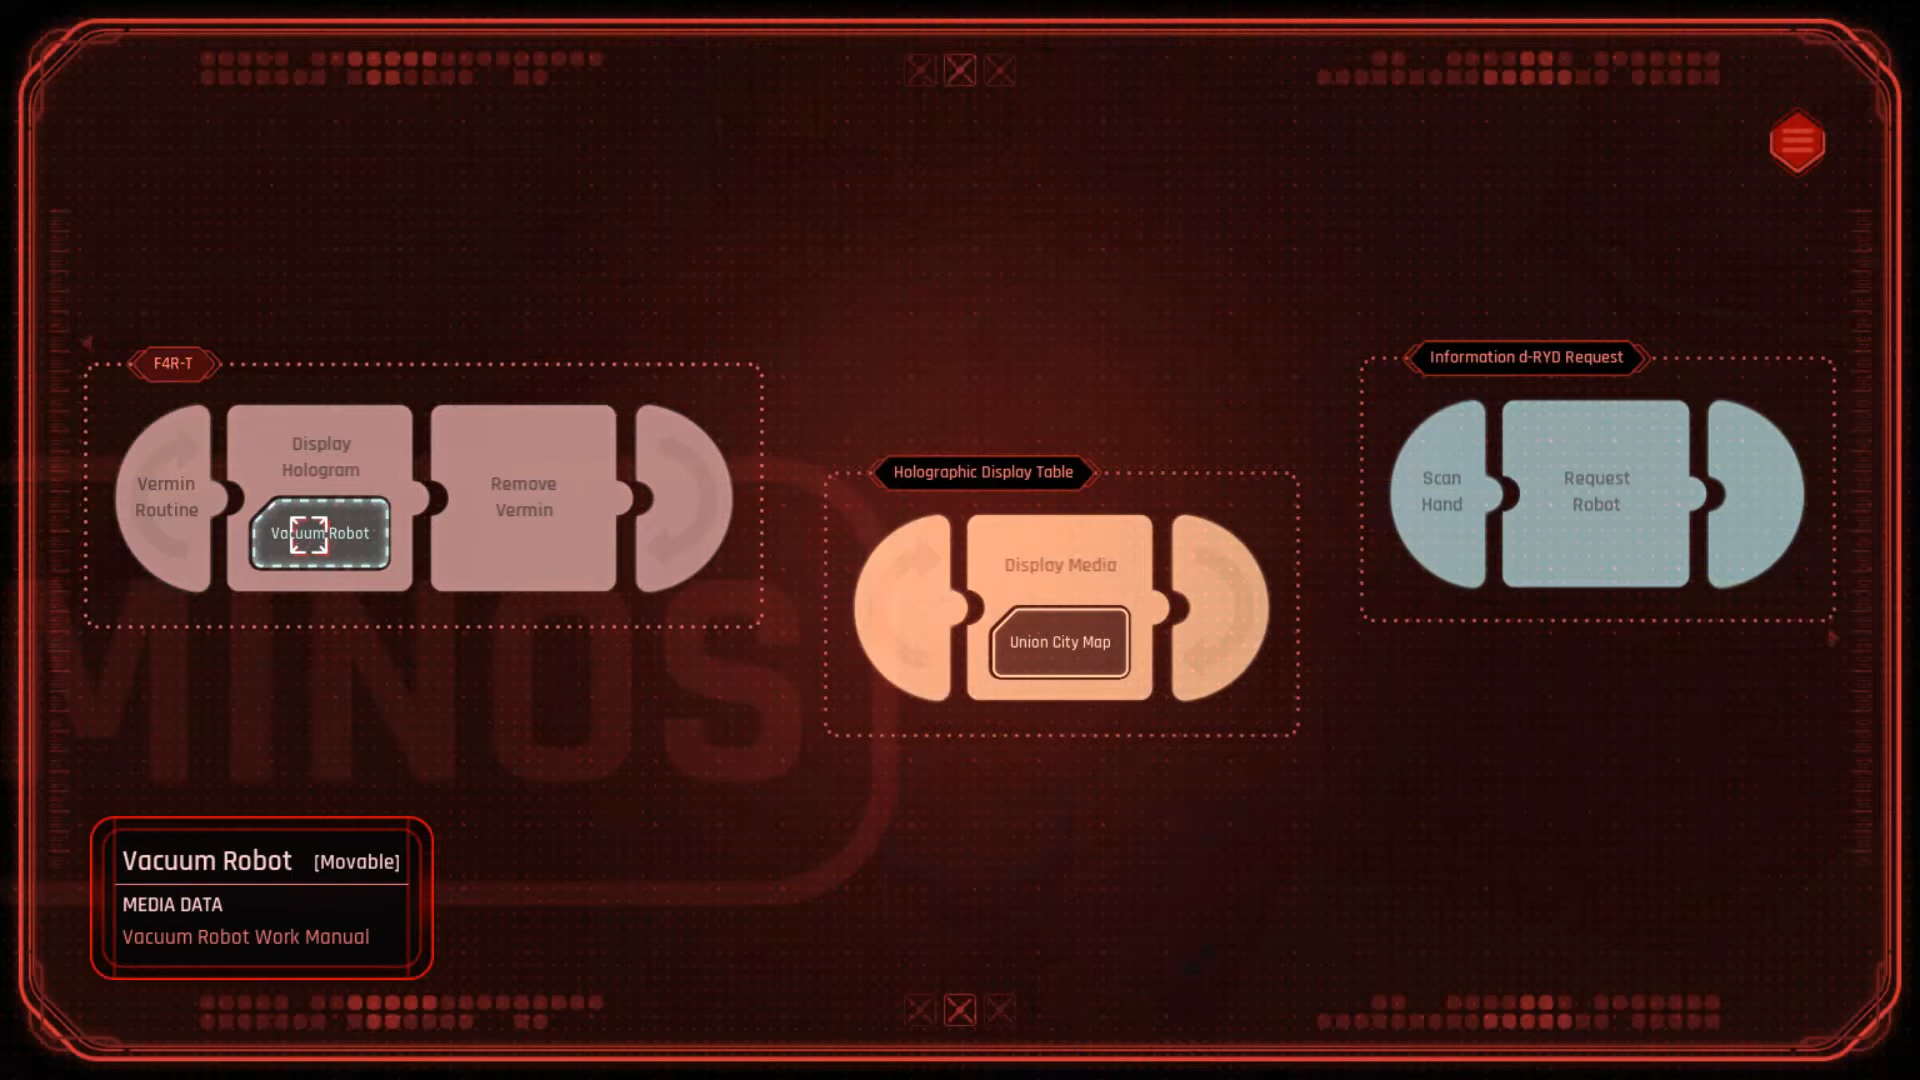 F4R-T
Vermin
Routine
Display
Hologram
Vacuum Robot
Remove
Vermin
Holographic Display Table
Display Media
Union City Map
Information d-RYD Request
Scan
Hand
Request
Robot
MINOS
Vacuum Robot [Movable]
MEDIA DATA
Vacuum Robot Work Manual